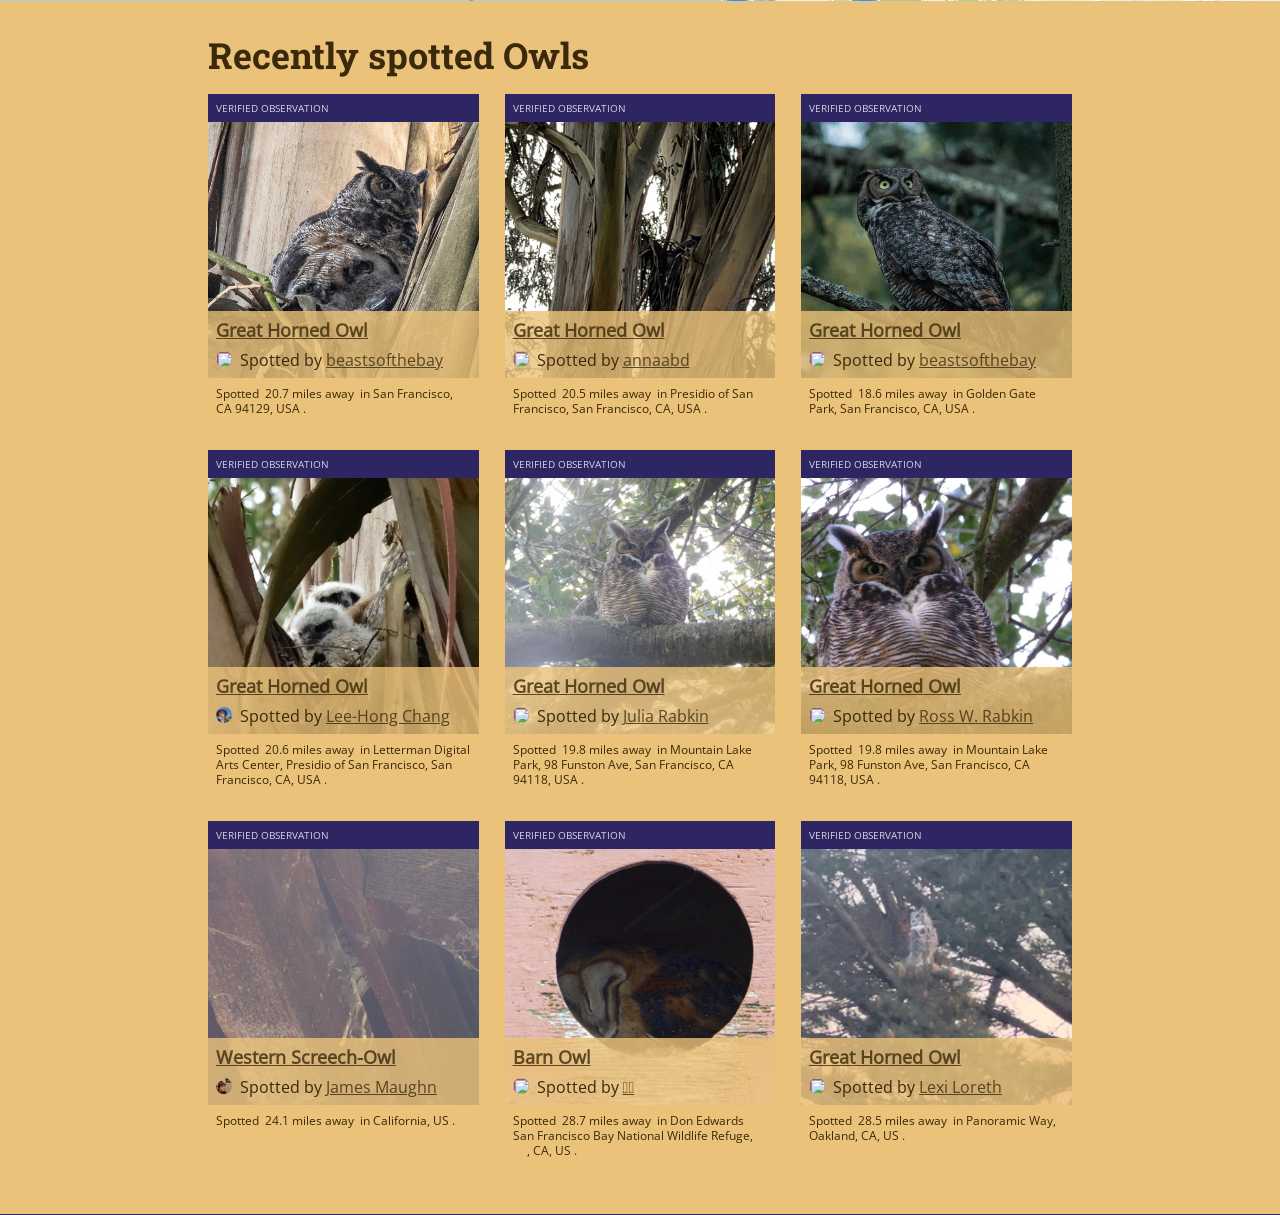 Recently spotted Owls
VERIFIED OBSERVATION
Great Horned Owl
Spotted by beastsofthebay
Spotted 20.7 miles away in San Francisco,
CA 94129, USA .
VERIFIED OBSERVATION
Great Horned Owl
Spotted by annaabd
Spotted 20.5 miles away in Presidio of San
Francisco, San Francisco, CA, USA .
VERIFIED OBSERVATION
Great Horned Owl
Spotted by beastsofthebay
Spotted 18.6 miles away in Golden Gate
Park, San Francisco, CA, USA .
VERIFIED OBSERVATION
Great Horned Owl
Spotted by Lee-Hong Chang
Spotted 20.6 miles away in Letterman Digital
Arts Center, Presidio of San Francisco, San
Francisco, CA, USA .
VERIFIED OBSERVATION
Great Horned Owl
Spotted by Julia Rabkin
Spotted 19.8 miles away in Mountain Lake
Park, 98 Funston Ave, San Francisco, CA
94118, USA .
VERIFIED OBSERVATION
Great Horned Owl
Spotted by Ross W. Rabkin
Spotted 19.8 miles away in Mountain Lake
Park, 98 Funston Ave, San Francisco, CA
94118, USA .
VERIFIED OBSERVATION
Western Screech-Owl
Spotted by James Maughn
Spotted 24.1 miles away in California, US .
VERIFIED OBSERVATION
Barn Owl
Spotted by
Spotted 28.7 miles away in Don Edwards
San Francisco Bay National Wildlife Refuge,
, CA, US .
VERIFIED OBSERVATION
Great Horned Owl
Spotted by Lexi Loreth
Spotted 28.5 miles away in Panoramic Way,
Oakland, CA, US .